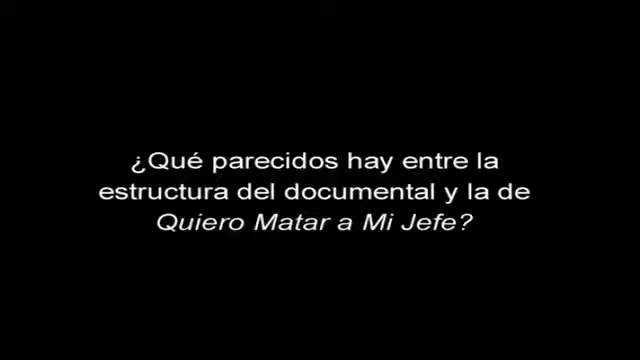 ¿Qué parecidos hay entre la
estructura del documental y la de
Quiero Matar a Mi Jefe?